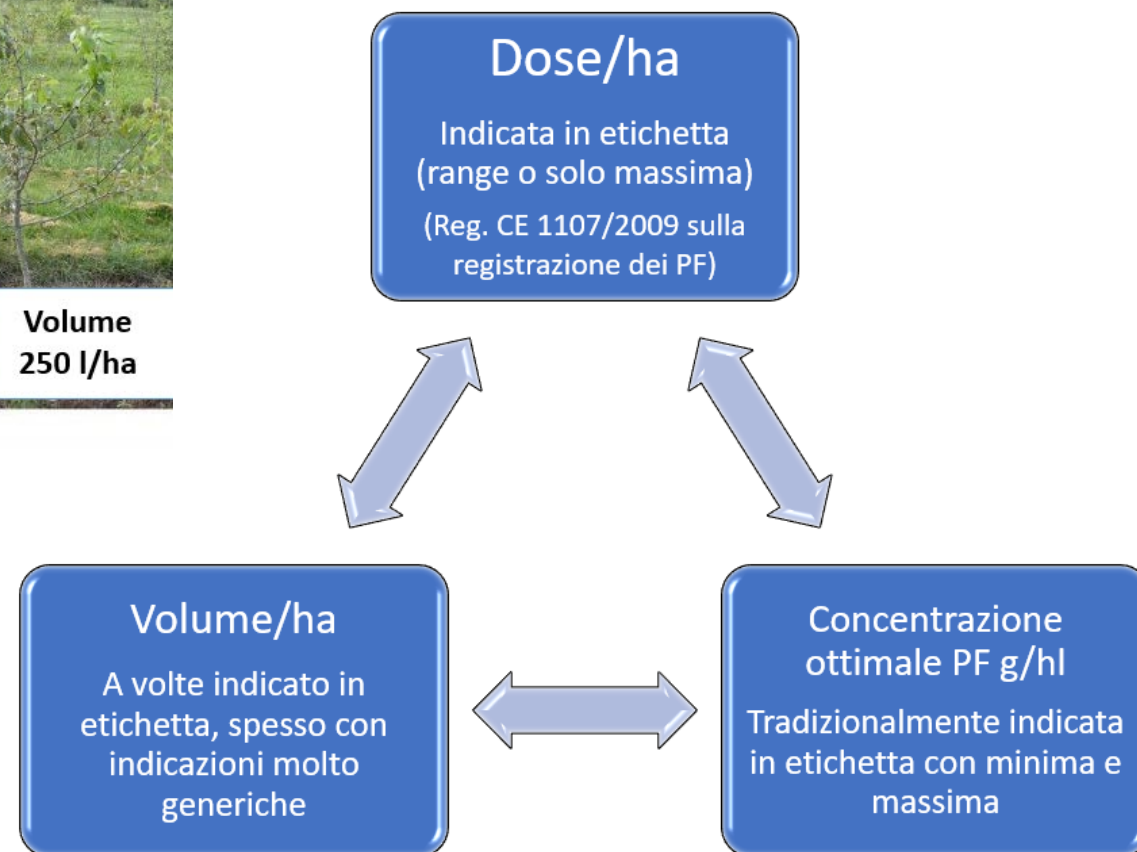 Dose/ha
Indicata in etichetta
(range o solo massima)
(Reg. CE 1107/2009 sulla
registrazione dei PF)
Volume
250 l/ha
Volume/ha
A volte indicato in
etichetta, spesso con
indicazioni molto
generiche
Concentrazione
ottimale PF g/hl
Tradizionalmente indicata
in etichetta con minima e
massima